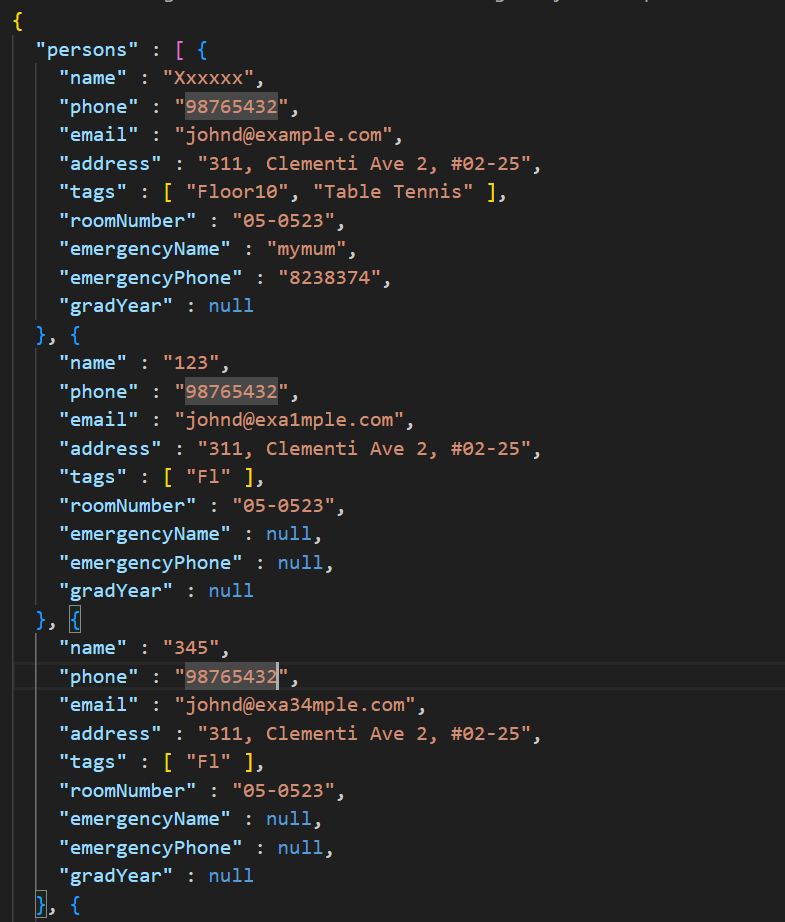 {
"persons" : [ {
"name" : "Xxxxxx",
"phone" : "98765432",
"email" : "johnd@example.com",
"address" : "311, Clementi Ave 2, #02-25",
"tags" : [ "Floor10", "Table Tennis" ],
"roomNumber" : "05-0523",
"emergencyName" : "mymum",
"emergencyPhone" : "8238374",
"gradYear" : null
}, {
"name" : "123",
"phone" : "98765432",
"email" : "johnd@exa1mple.com",
"address" : "311, Clementi Ave 2, #02-25",
"tags" : [ "Fl" ],
"roomNumber" : "05-0523",
"emergencyName" : null,
"emergencyPhone" : null,
"gradYear" : null
}, {
"name" : "345",
"phone" : "98765432",
"email" : "johnd@exa34mple.com",
"address" : "311, Clementi Ave 2, #02-25",
"tags" : [ "Fl" ],
"roomNumber" : "05-0523",
"emergencyName" : null,
"emergencyPhone" : null,
"gradYear" : null
}, {